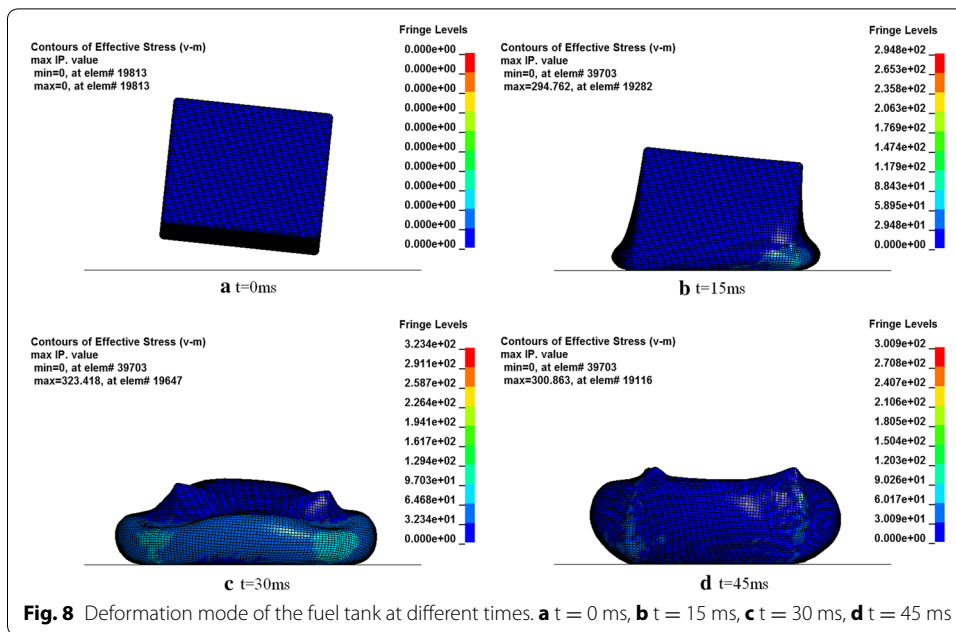 Contours of Effective Stress (v-m)
max IP. value
min=0, at elem# 19813
max=0, at elem# 19813
Fringe Levels
0.000e+00
0.000e+00
0.000e+00
0.000e+00
0.000e+00
0.000e+00
0.000e+00
0.000e+00
0.000e+00
0.000e+00
0.000e+00
a t=0ms
Contours of Effective Stress (v-m)
max IP. value
min=0, at elem# 39703
max=294.762, at elem# 19282
Fringe Levels
2.948e+02
2.653e+02
2.358e+02
2.063e+02
1.769e+02
1.474e+02
1.179e+02
8.843e+01
5.895e+01
2.948e+01
0.000e+00
b t=15ms
Contours of Effective Stress (v-m)
max IP. value
min=0, at elem# 39703
max=323.418, at elem# 19647
Fringe Levels
3.234e+02
2.911e+02
2.587e+02
2.264e+02
1.941e+02
1.617e+02
1.294e+02
9.703e+01
6.468e+01
3.234e+01
0.000e+00
c t=30ms
Contours of Effective Stress (v-m)
max IP. value
min=0, at elem# 39703
max=300.863, at elem# 19116
Fringe Levels
3.009e+02
2.708e+02
2.407e+02
2.106e+02
1.805e+02
1.504e+02
1.203e+02
9.026e+01
6.017e+01
3.009e+01
0.000e+00
d t=45ms
Fig. 8 Deformation mode of the fuel tank at different times. a t = 0 ms, b t = 15 ms, c t = 30 ms, d t = 45 ms